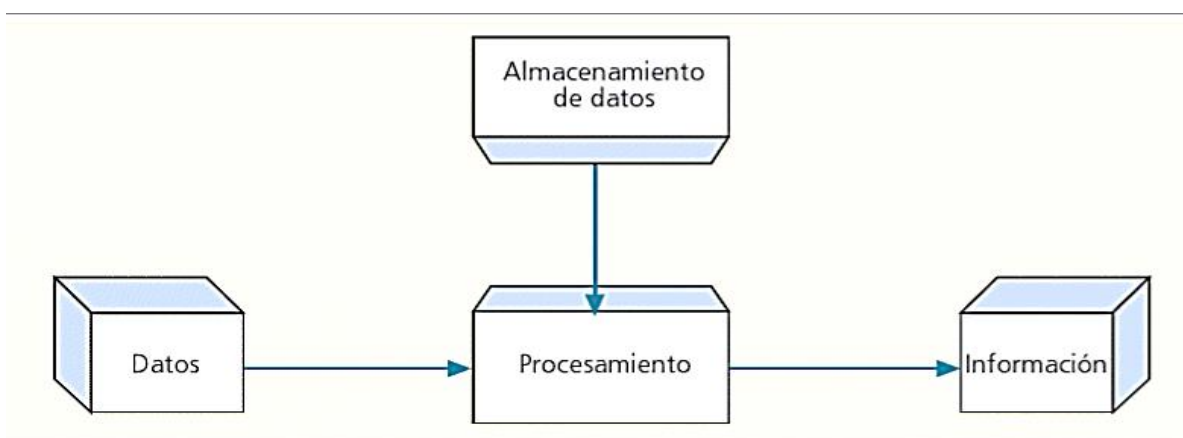 Almacenamiento
de datos
Datos
Procesamiento
Información